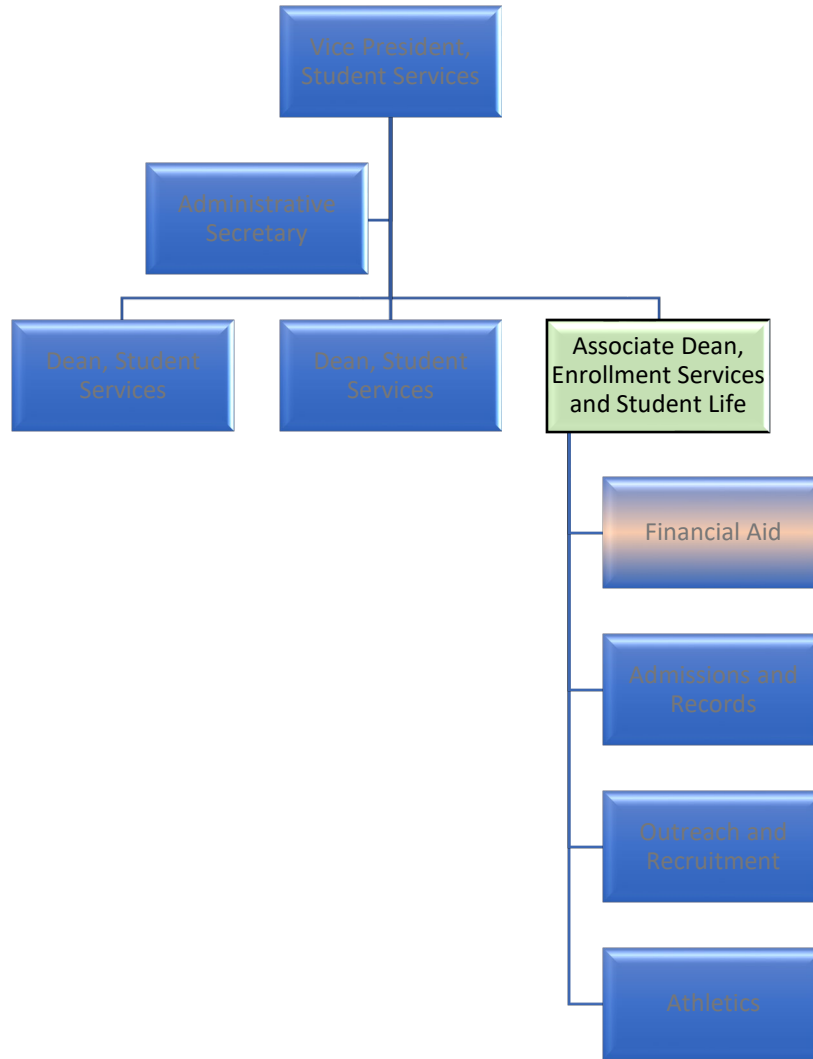 Vice President,
Student Services
Administrative
Secretary
Dean, Student
Services
Dean, Student
Services
Associate Dean,
Enrollment Services
and Student Life
Financial Aid
Admissions and
Records
Outreach and
Recruitment
Athletics